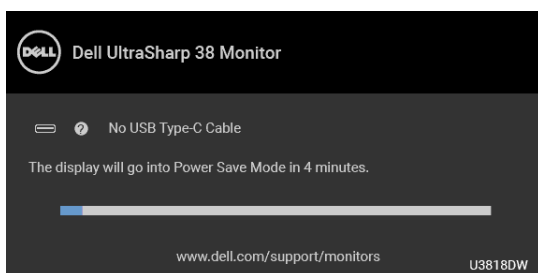 DELL
Dell UltraSharp 38 Monitor
? No USB Type-C Cable
The display will go into Power Save Mode in 4 minutes.
www.dell.com/support/monitors
U3818DW